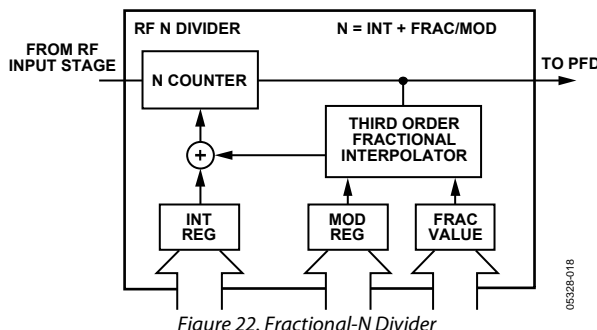 RF N DIVIDER
N = INT + FRAC/MOD
FROM RF
INPUT STAGE
TO PFD
N COUNTER
THIRD ORDER
FRACTIONAL
INTERPOLATOR
+
INT
REG
MOD
REG
FRAC
VALUE
05328-018
Figure 22. Fractional-N Divider